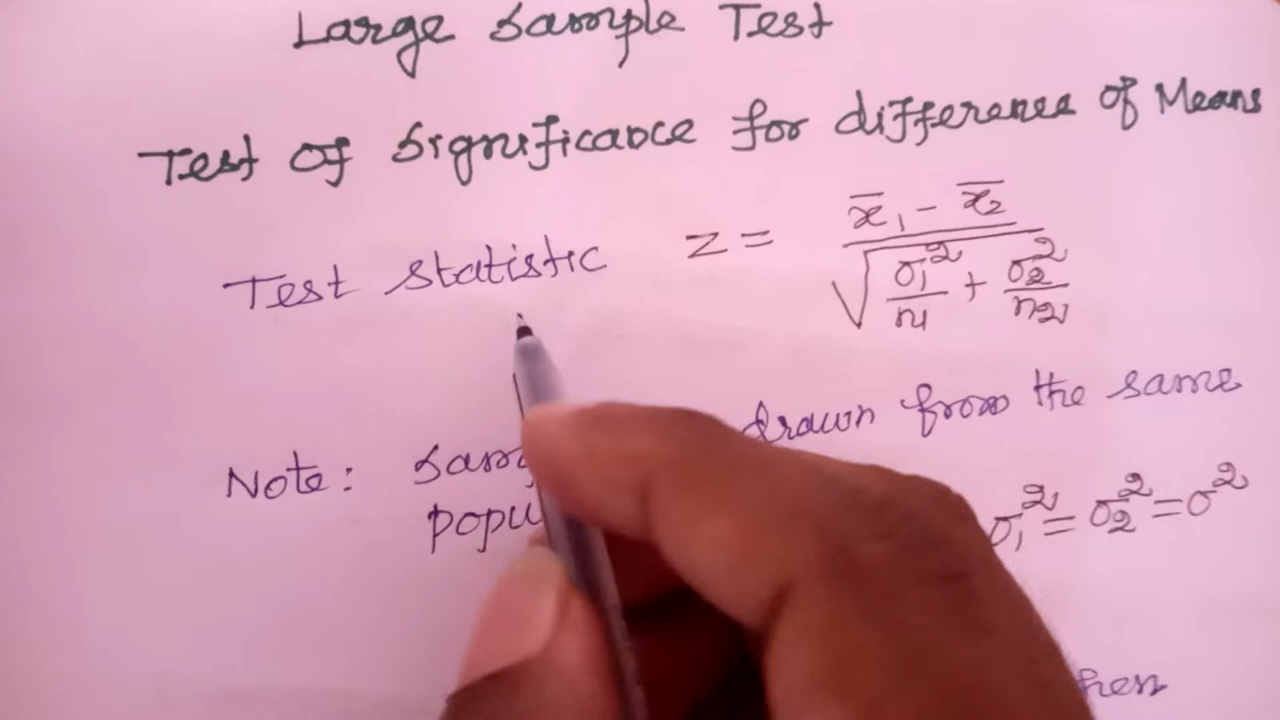 Large Sample Test
Test of Significance for difference of Means
Test Statistic z = x̄₁ - x̄₂ / √(σ₁²/n₁ + σ₂²/n₂)
Note: drawn from the same
σ₁² = σ₂² = σ²